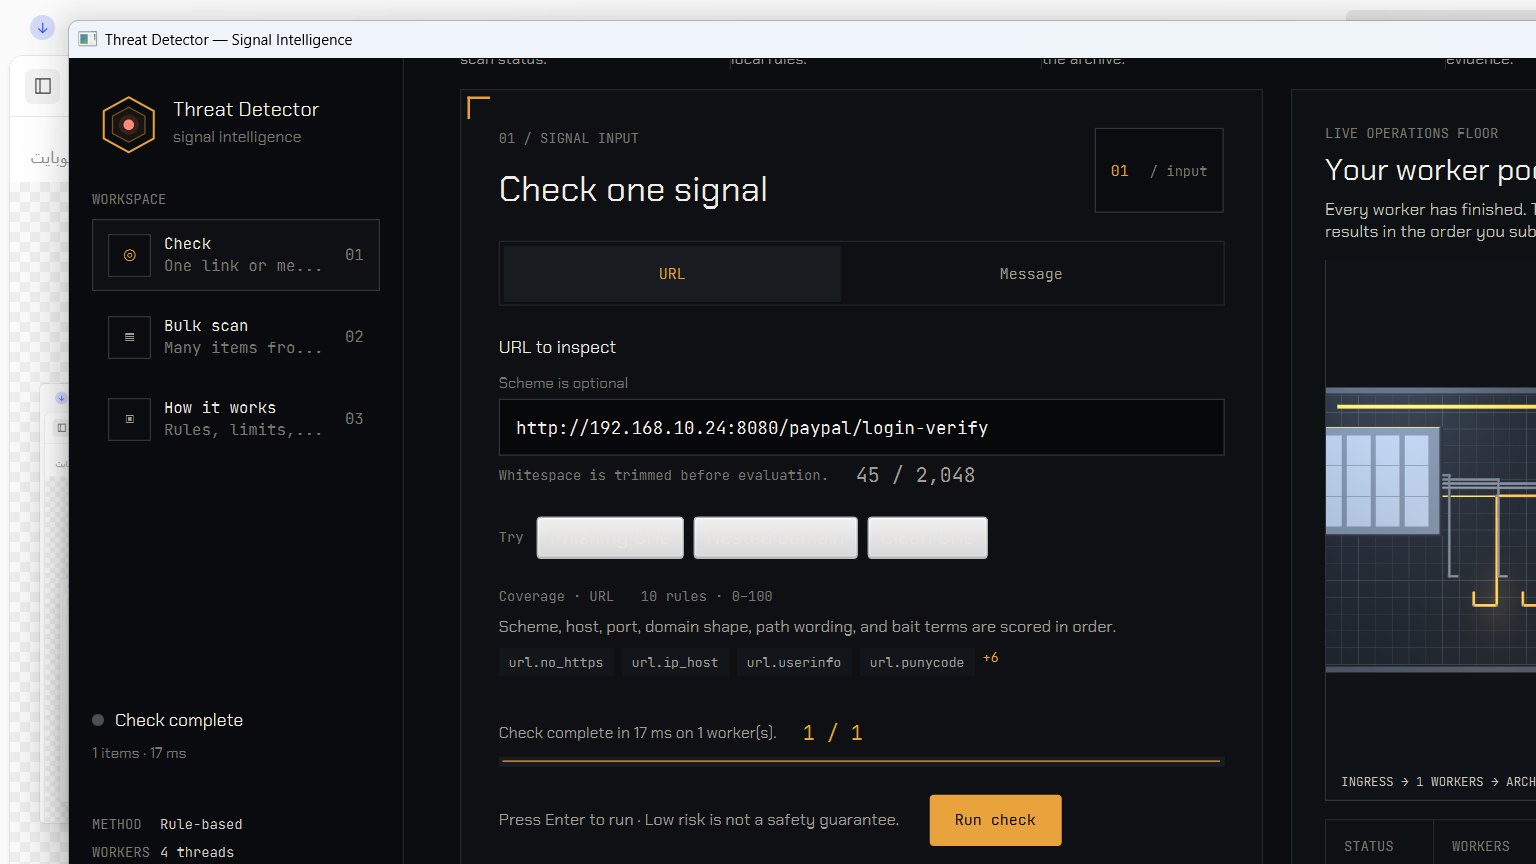 Threat Detector — Signal Intelligence
Threat Detector
signal intelligence
WORKSPACE
Check
One link or me...
01
Bulk scan
Many items fro...
02
How it works
Rules, limits,...
03
Check complete
1 items · 17 ms
METHOD Rule-based
WORKERS 4 threads
scan status.
local rules.
the archive.
evidence.
01 / SIGNAL INPUT
Check one signal
01 / input
URL
Message
URL to inspect
Scheme is optional
http://192.168.10.24:8080/paypal/login-verify
Whitespace is trimmed before evaluation. 45 / 2,048
Try
Coverage · URL 10 rules · 0–100
Scheme, host, port, domain shape, path wording, and bait terms are scored in order.
url.no_https url.ip_host url.userinfo url.punycode +6
Check complete in 17 ms on 1 worker(s). 1 / 1
Press Enter to run · Low risk is not a safety guarantee.
Run check
LIVE OPERATIONS FLOOR
Your worker
Every worker has finished.
results in the order you
INGRESS → 1 WORKERS →
STATUS
WORKERS